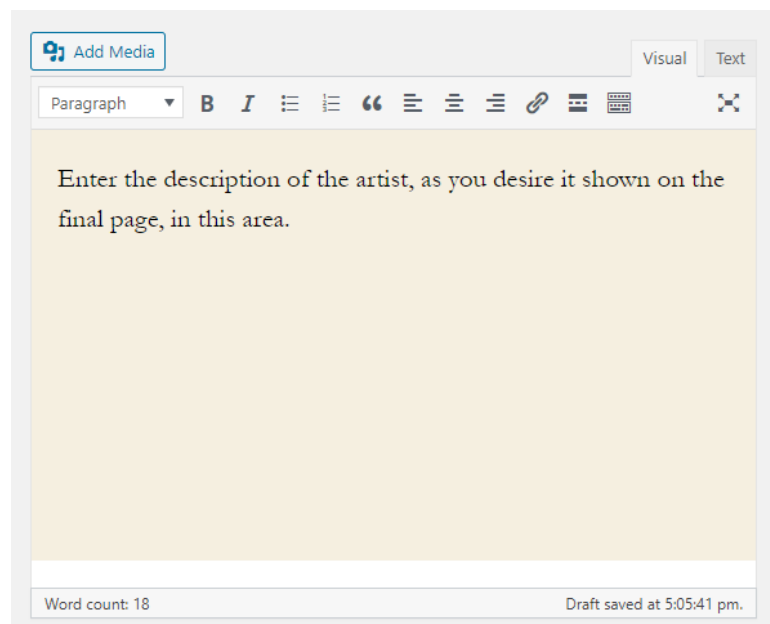 Add Media
Visual Text
Paragraph
Enter the description of the artist, as you desire it shown on the
final page, in this area.
Word count: 18 Draft saved at 5:05:41 pm.